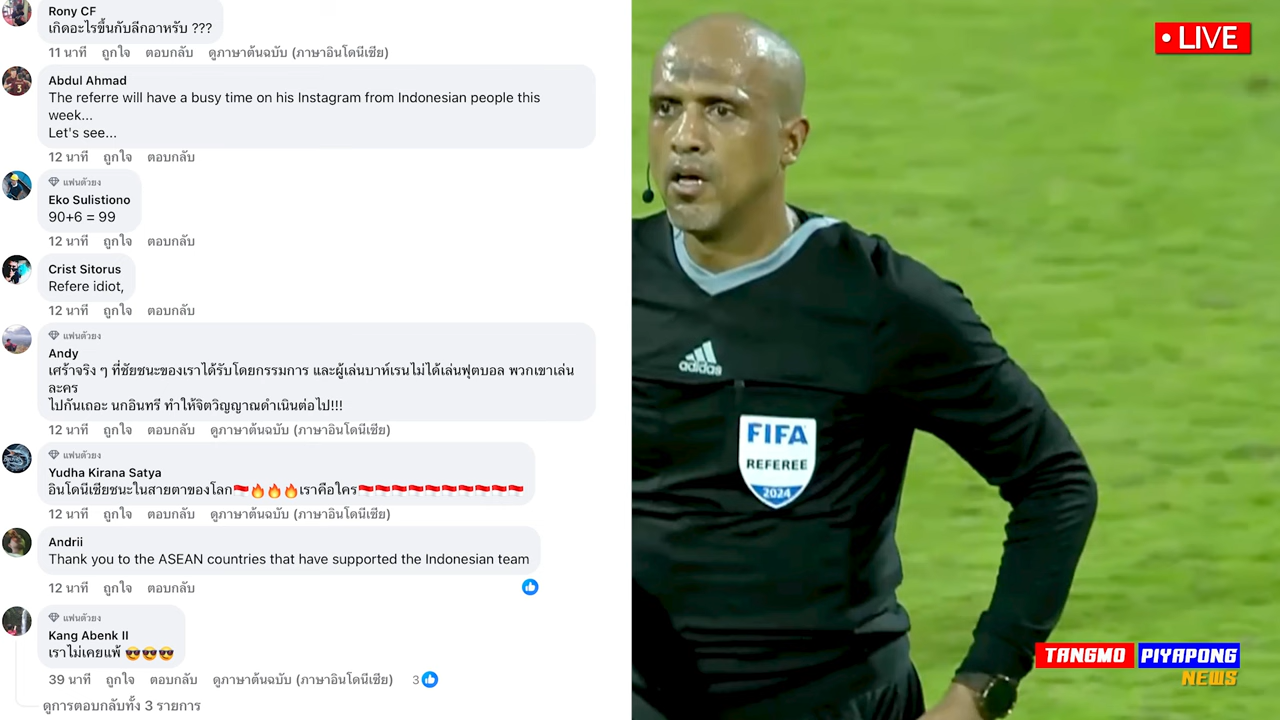 Rony CF
เกิดอะไรขึ้นกับลีกอาหรับ ???
11 นาที ถูกใจ ตอบกลับ ดูภาษาต้นฉบับ (ภาษาอินโดนีเซีย)
Abdul Ahmad
The referre will have a busy time on his Instagram from Indonesian people this
week...
Let's see...
12 นาที ถูกใจ ตอบกลับ
แฟนตัวยง
Eko Sulistiono
90+6 = 99
12 นาที ถูกใจ ตอบกลับ
Crist Sitorus
Refere idiot,
12 นาที ถูกใจ ตอบกลับ
แฟนตัวยง
Andy
เศร้าจริง ๆ ที่ชัยชนะของเราได้รับโดยกรรมการ และผู้เล่นบาห์เรนไม่ได้เล่นฟุตบอล พวกเขาเล่น
ละคร
ไปกันเถอะ นกอินทรี ทำให้จิตวิญญาณดำเนินต่อไป!!!
12 นาที ถูกใจ ตอบกลับ ดูภาษาต้นฉบับ (ภาษาอินโดนีเซีย)
แฟนตัวยง
Yudha Kirana Satya
อินโดนีเซียชนะในสายตาของโลก🇮🇩🔥🔥🔥เราคือใคร🇮🇩🇮🇩🇮🇩🇮🇩🇮🇩🇮🇩🇮🇩🇮🇩🇮🇩🇮🇩
12 นาที ถูกใจ ตอบกลับ ดูภาษาต้นฉบับ (ภาษาอินโดนีเซีย)
Andrii
Thank you to the ASEAN countries that have supported the Indonesian team
12 นาที ถูกใจ ตอบกลับ
แฟนตัวยง
Kang Abenk II
เราไม่เคยแพ้ 😎😎😎
39 นาที ถูกใจ ตอบกลับ ดูภาษาต้นฉบับ (ภาษาอินโดนีเซีย) 3
ดูการตอบกลับทั้ง 3 รายการ
• LIVE
adidas
FIFA
REFEREE
2024
TANGMO PIYAPONG
NEWS